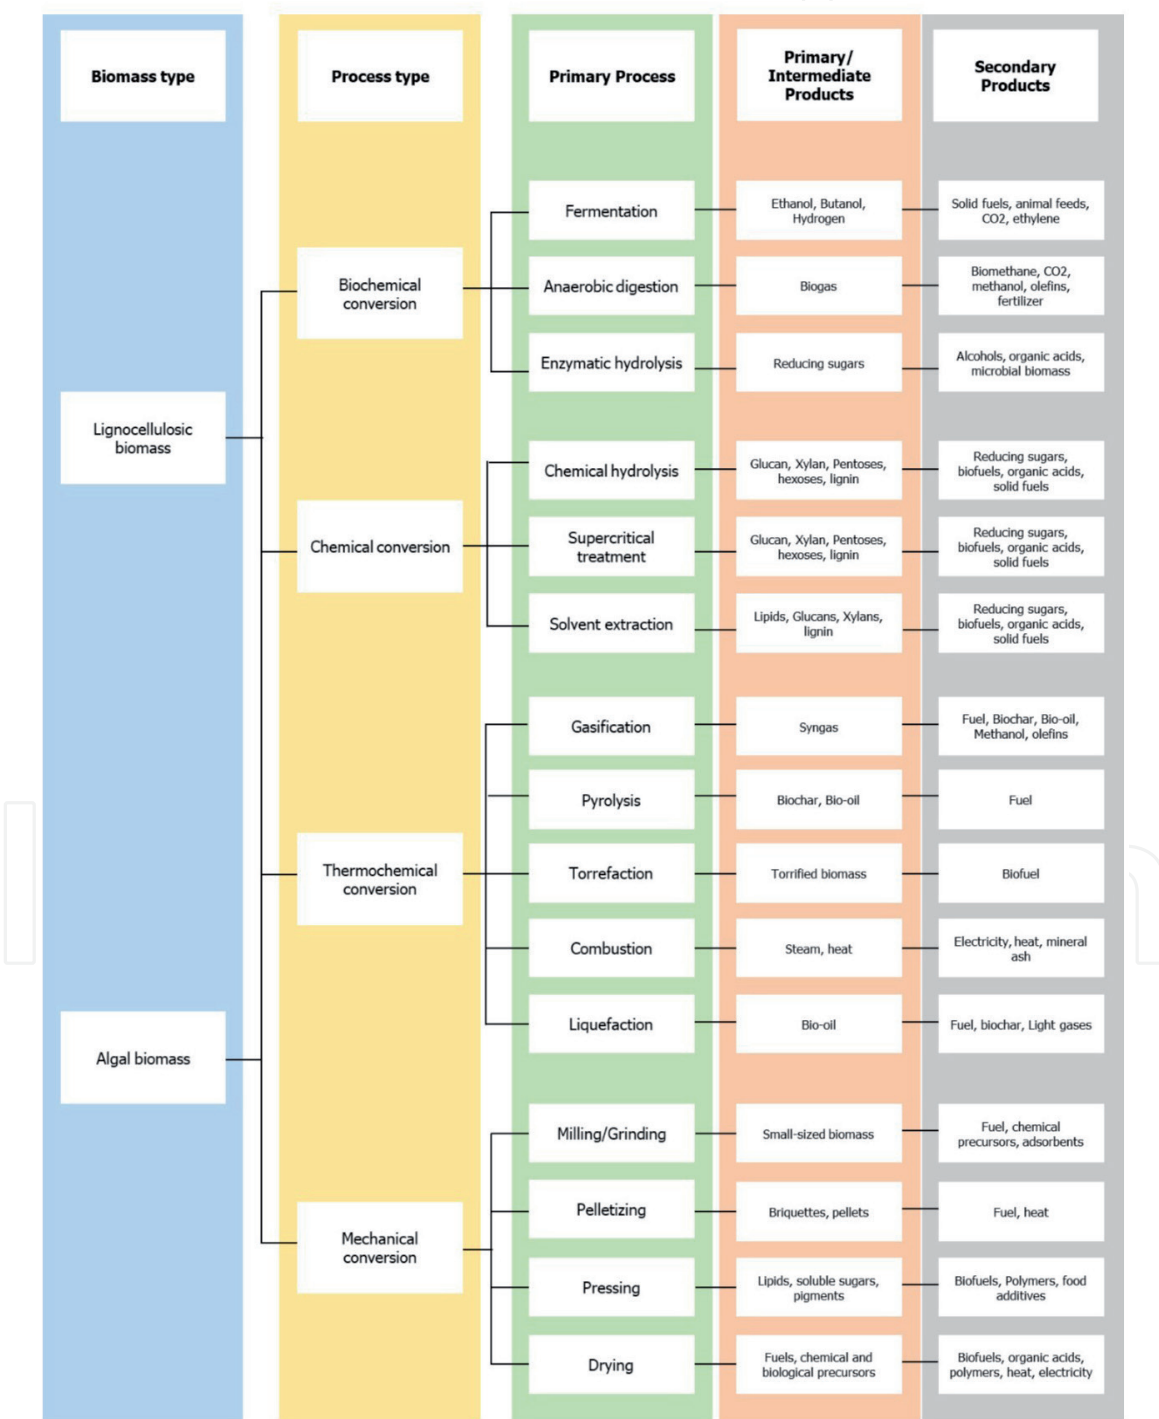 Biomass type
Process type
Primary Process
Primary/
Intermediate
Products
Secondary
Products
Lignocellulosic
biomass
Algal biomass
Biochemical
conversion
Fermentation
Ethanol, Butanol,
Hydrogen
Solid fuels, animal feeds,
CO2, ethylene
Anaerobic digestion
Biogas
Biomethane, CO2,
methanol, olefins,
fertilizer
Enzymatic hydrolysis
Reducing sugars
Alcohols, organic acids,
microbial biomass
Chemical conversion
Chemical hydrolysis
Glucan, Xylan, Pentoses,
hexoses, lignin
Reducing sugars,
biofuels, organic acids,
solid fuels
Supercritical
treatment
Glucan, Xylan, Pentoses,
hexoses, lignin
Reducing sugars,
biofuels, organic acids,
solid fuels
Solvent extraction
Lipids, Glucans, Xylans,
lignin
Reducing sugars,
biofuels, organic acids,
solid fuels
Thermochemical
conversion
Gasification
Syngas
Fuel, Biochar, Bio-oil,
Methanol, olefins
Pyrolysis
Biochar, Bio-oil
Fuel
Torrefaction
Torrified biomass
Biofuel
Combustion
Steam, heat
Electricity, heat, mineral
ash
Liquefaction
Bio-oil
Fuel, biochar, Light gases
Mechanical
conversion
Milling/Grinding
Small-sized biomass
Fuel, chemical
precursors, adsorbents
Pelletizing
Briquettes, pellets
Fuel, heat
Pressing
Lipids, soluble sugars,
pigments
Biofuels, Polymers, food
additives
Drying
Fuels, chemical and
biological precursors
Biofuels, organic acids,
polymers, heat, electricity